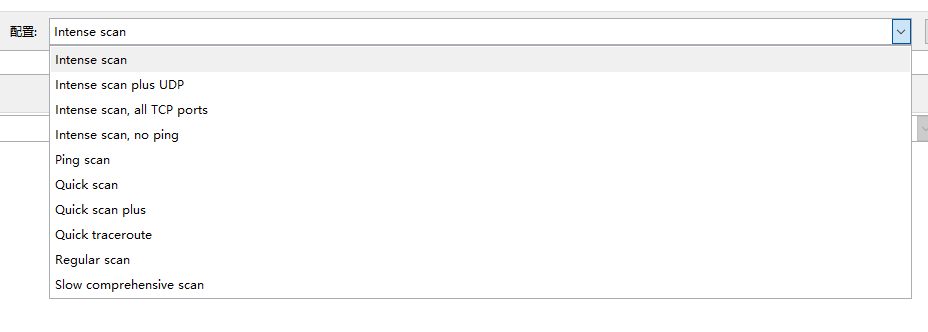 配置: Intense scan
Intense scan
Intense scan plus UDP
Intense scan, all TCP ports
Intense scan, no ping
Ping scan
Quick scan
Quick scan plus
Quick traceroute
Regular scan
Slow comprehensive scan